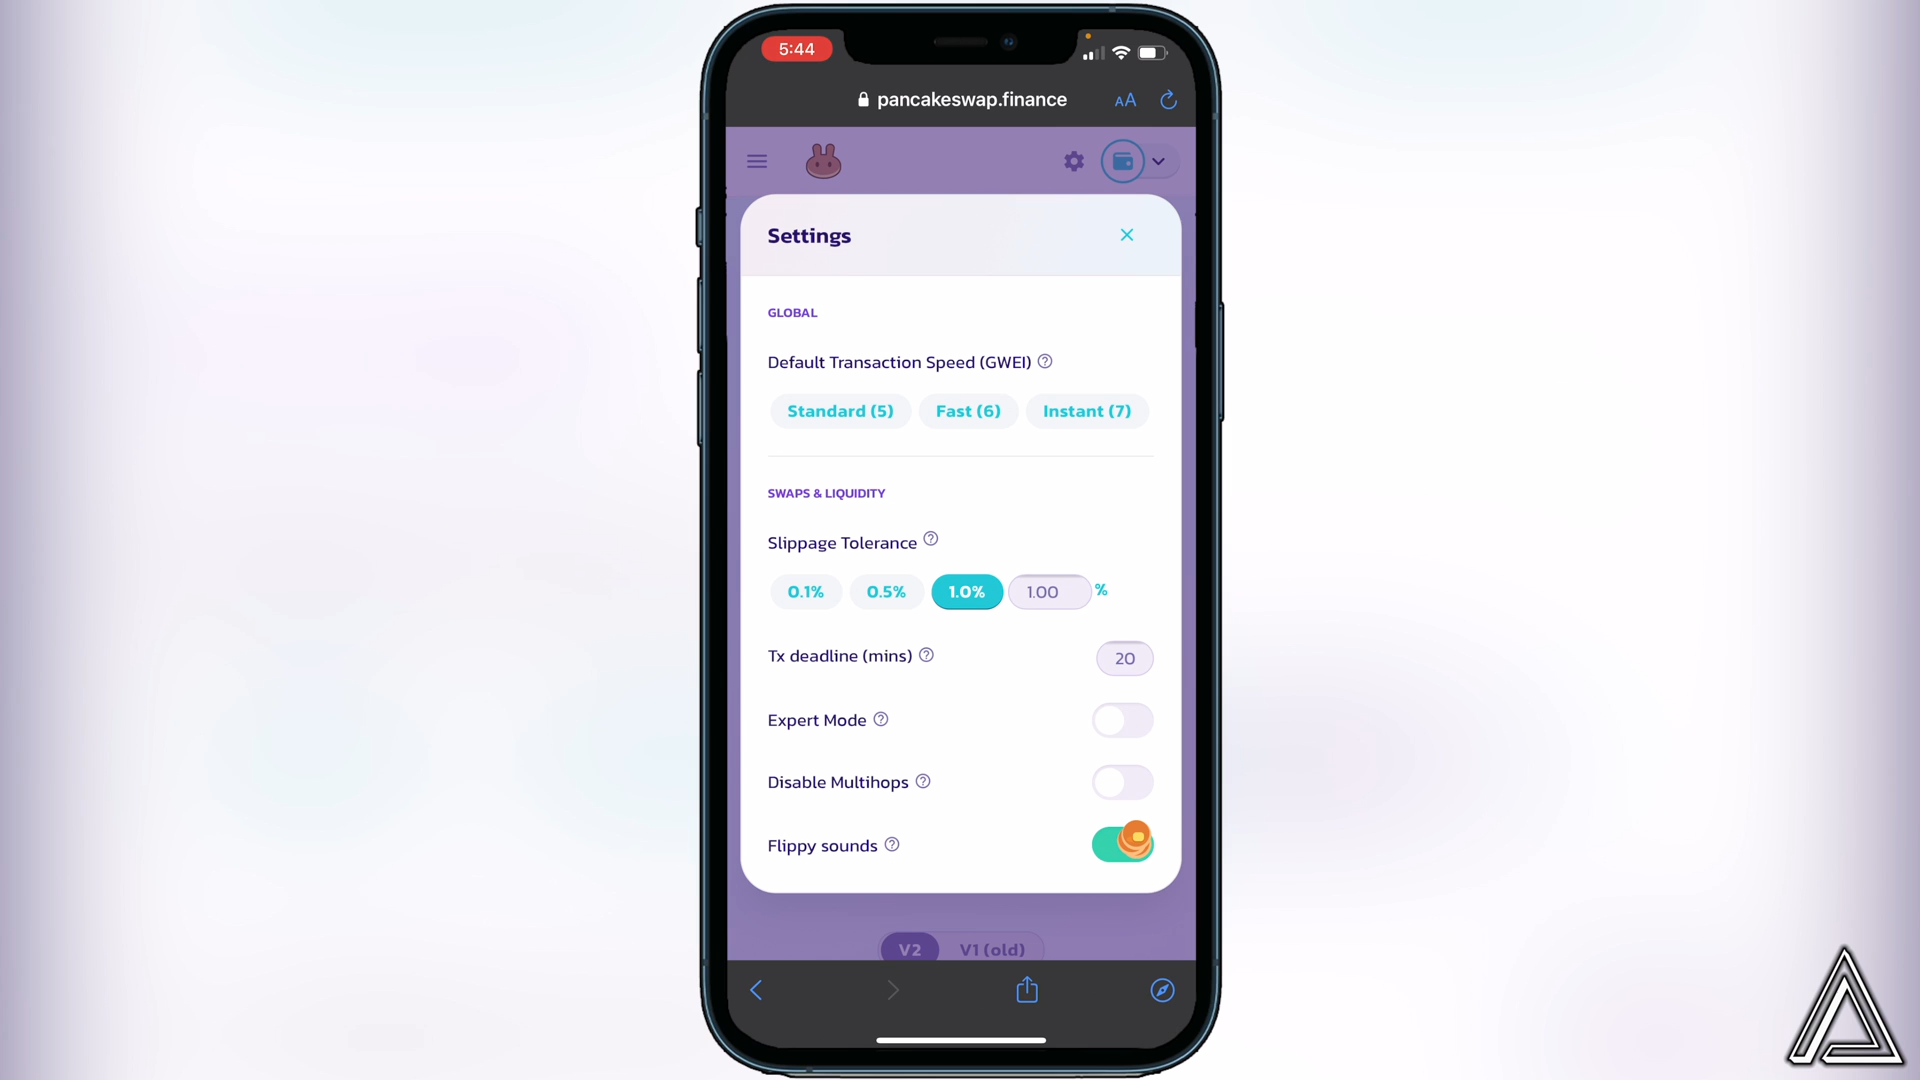 5:44
pancakeswap.finance
AA
Settings
GLOBAL
Default Transaction Speed (GWEI)
Standard (5) Fast (6) Instant (7)
SWAPS & LIQUIDITY
Slippage Tolerance
0.1% 0.5% 1.0% 1.00 %
Tx deadline (mins) 20
Expert Mode
Disable Multihops
Flippy sounds
V2 V1 (old)